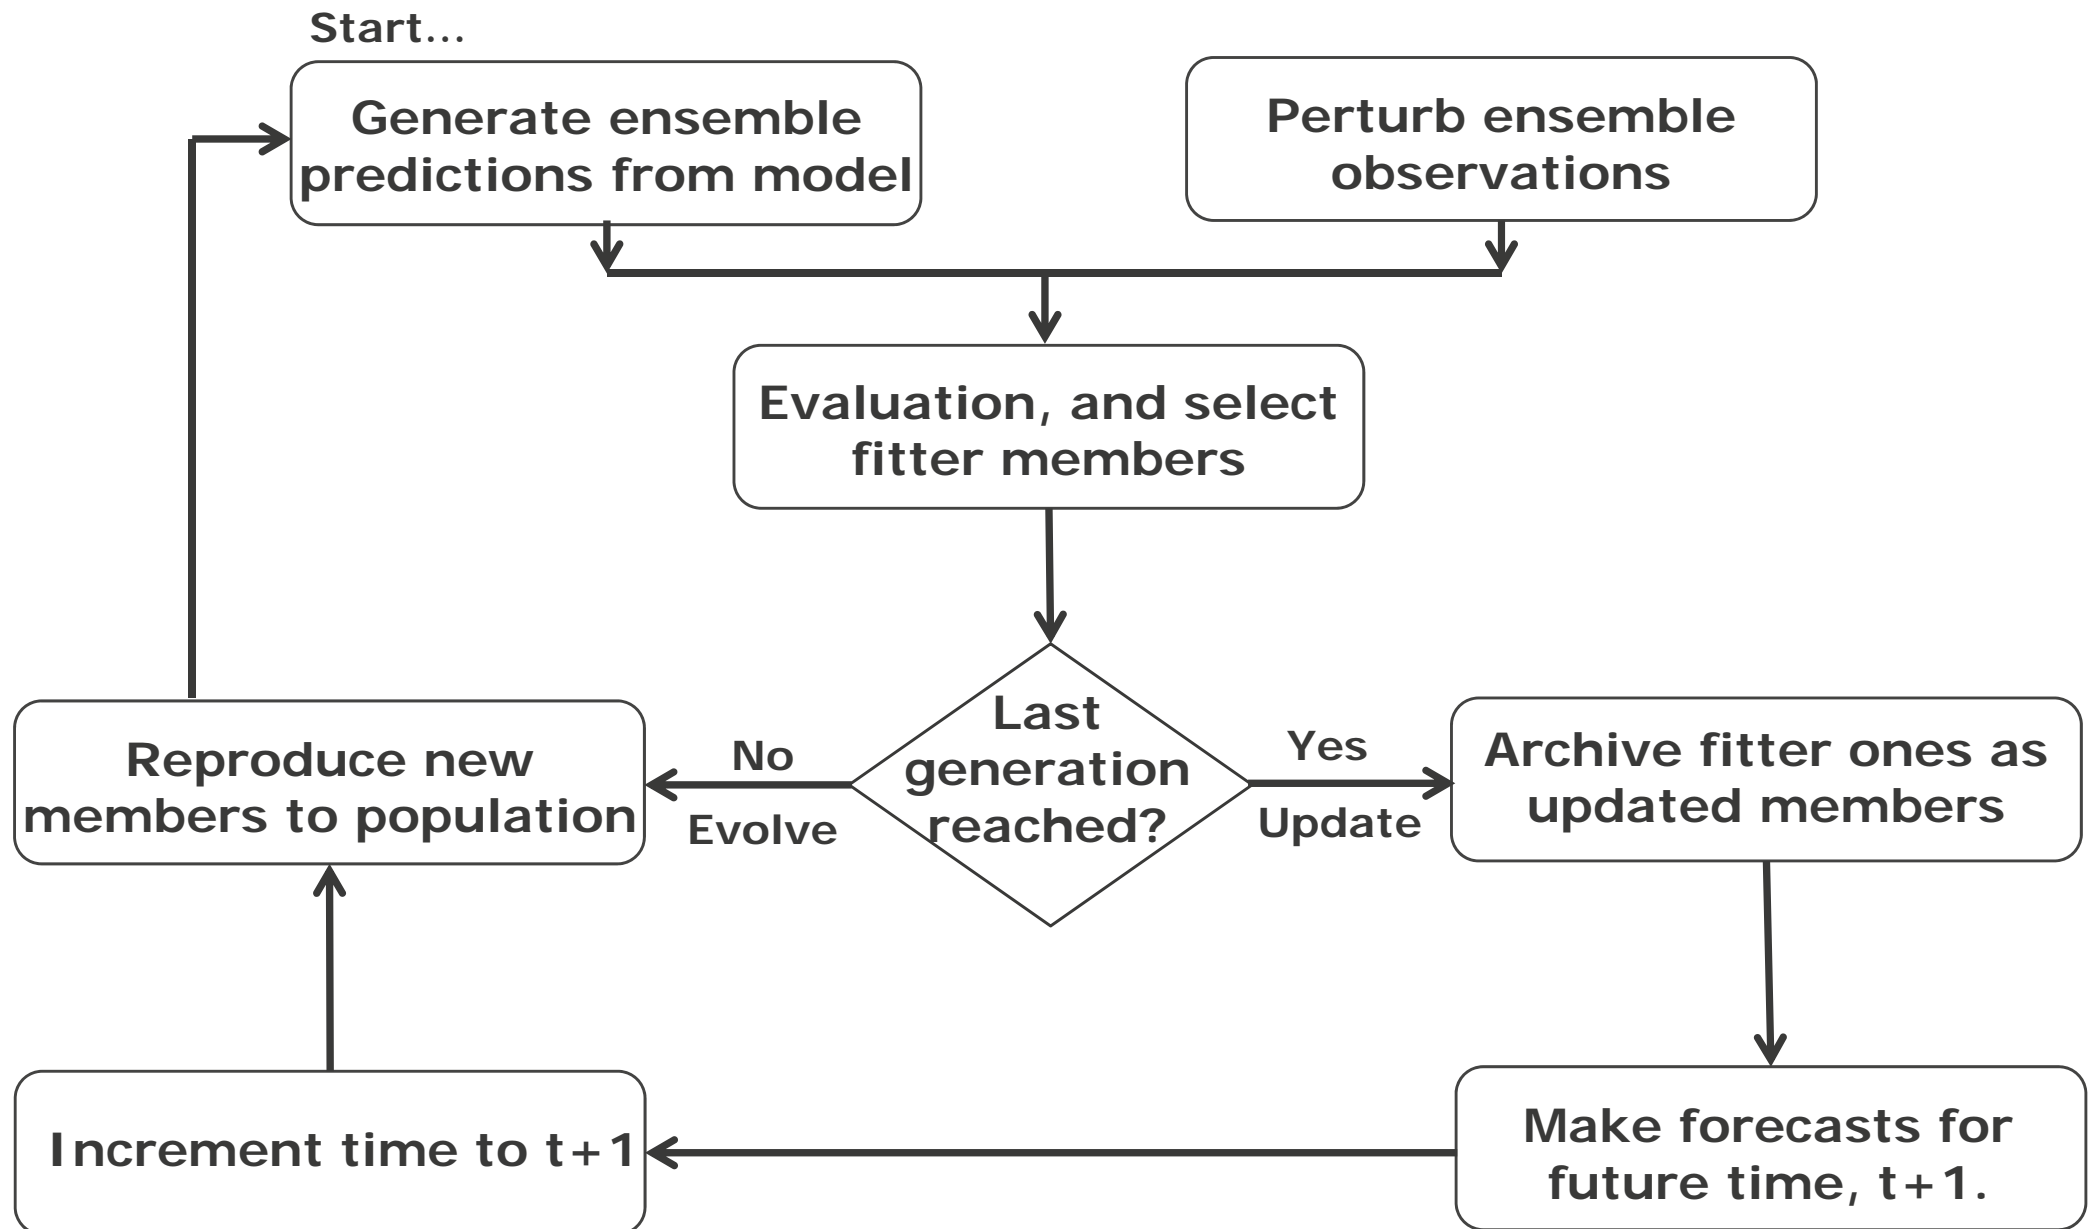 Start...
Generate ensemble
predictions from model
Perturb ensemble
observations
Evaluation, and select
fitter members
Last
generation
reached?
No
Evolve
Yes
Update
Reproduce new
members to population
Archive fitter ones as
updated members
Increment time to t+1
Make forecasts for
future time, t+1.